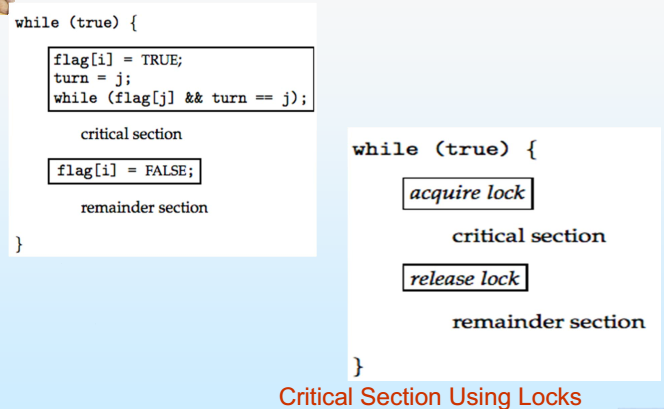 while (true) {
flag[i] = TRUE;
turn = j;
while (flag[j] && turn == j);
critical section
flag[i] = FALSE;
remainder section
}
while (true) {
acquire lock
critical section
release lock
remainder section
}
Critical Section Using Locks